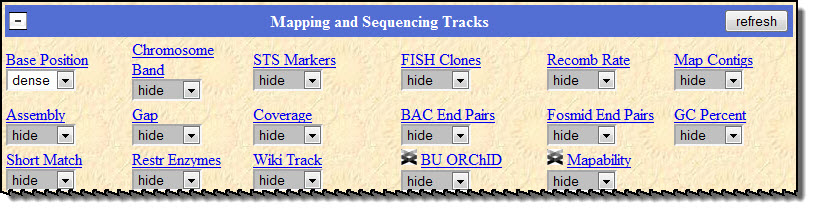 - Mapping and Sequencing Tracks refresh
Base Position Chromosome Band STS Markers FISH Clones Recomb Rate Map Contigs
dense hide hide hide hide hide
Assembly Gap Coverage BAC End Pairs Fosmid End Pairs GC Percent
hide hide hide hide hide hide
Short Match Restr Enzymes Wiki Track BU ORChID Mapability
hide hide hide hide hide